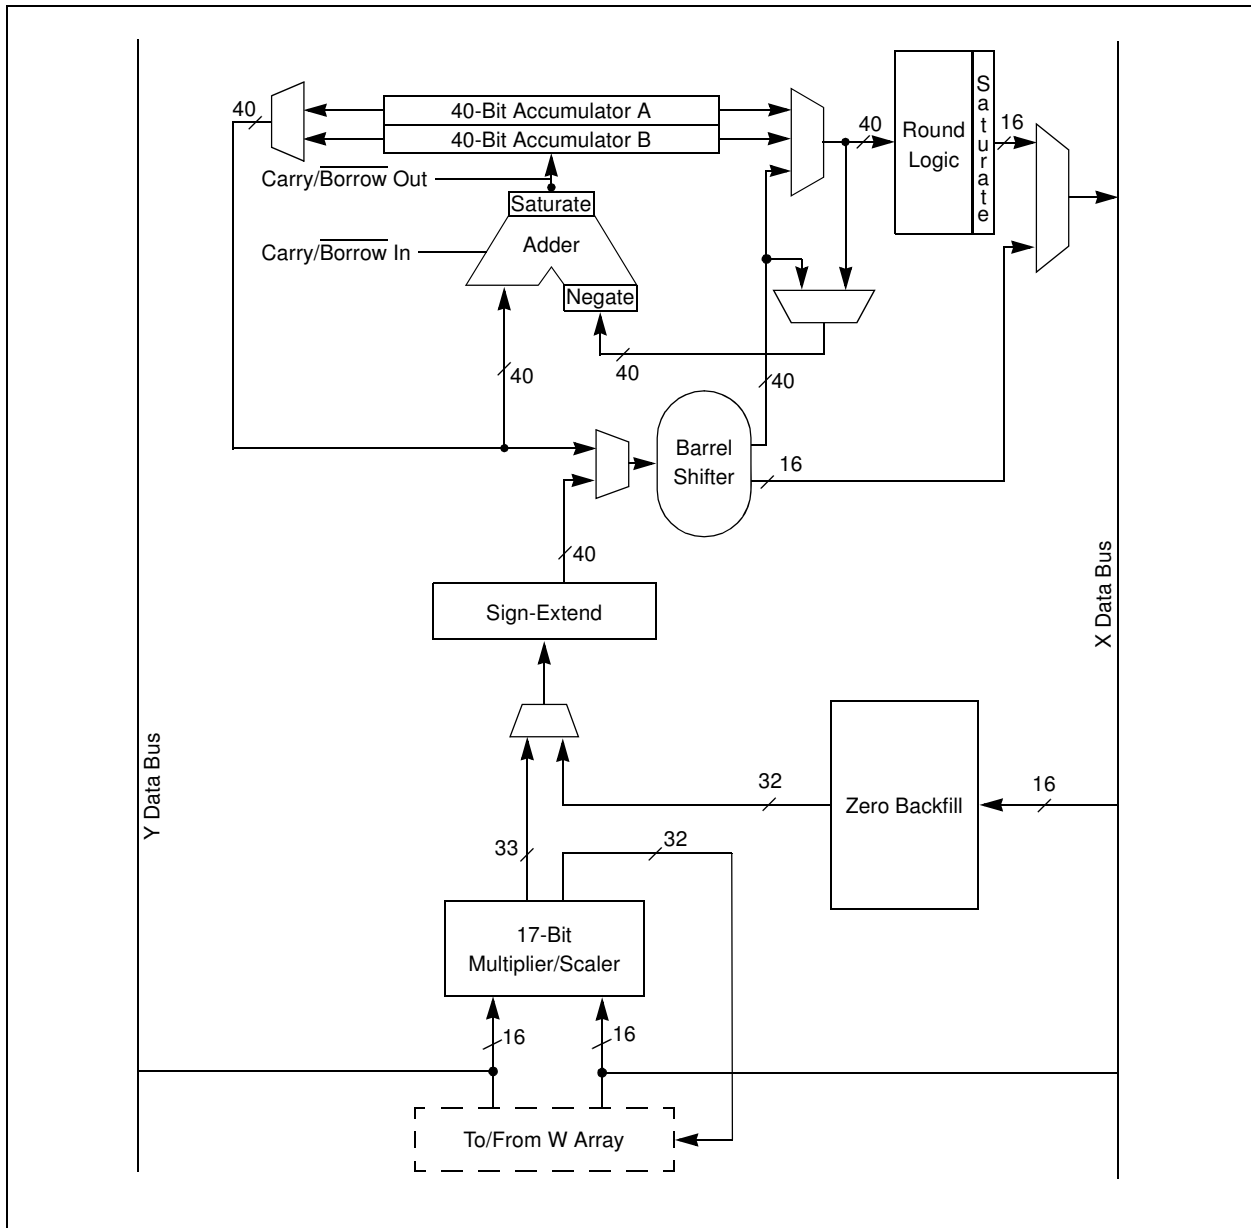 40
40-Bit Accumulator A
40-Bit Accumulator B
Carry/Borrow Out
Saturate
Carry/Borrow In
Adder
Negate
40
Round
Logic
Saturate
16
40
40
40
Barrel
Shifter
16
40
Sign-Extend
X Data Bus
Y Data Bus
32
Zero Backfill
16
33
32
17-Bit
Multiplier/Scaler
16
16
To/From W Array